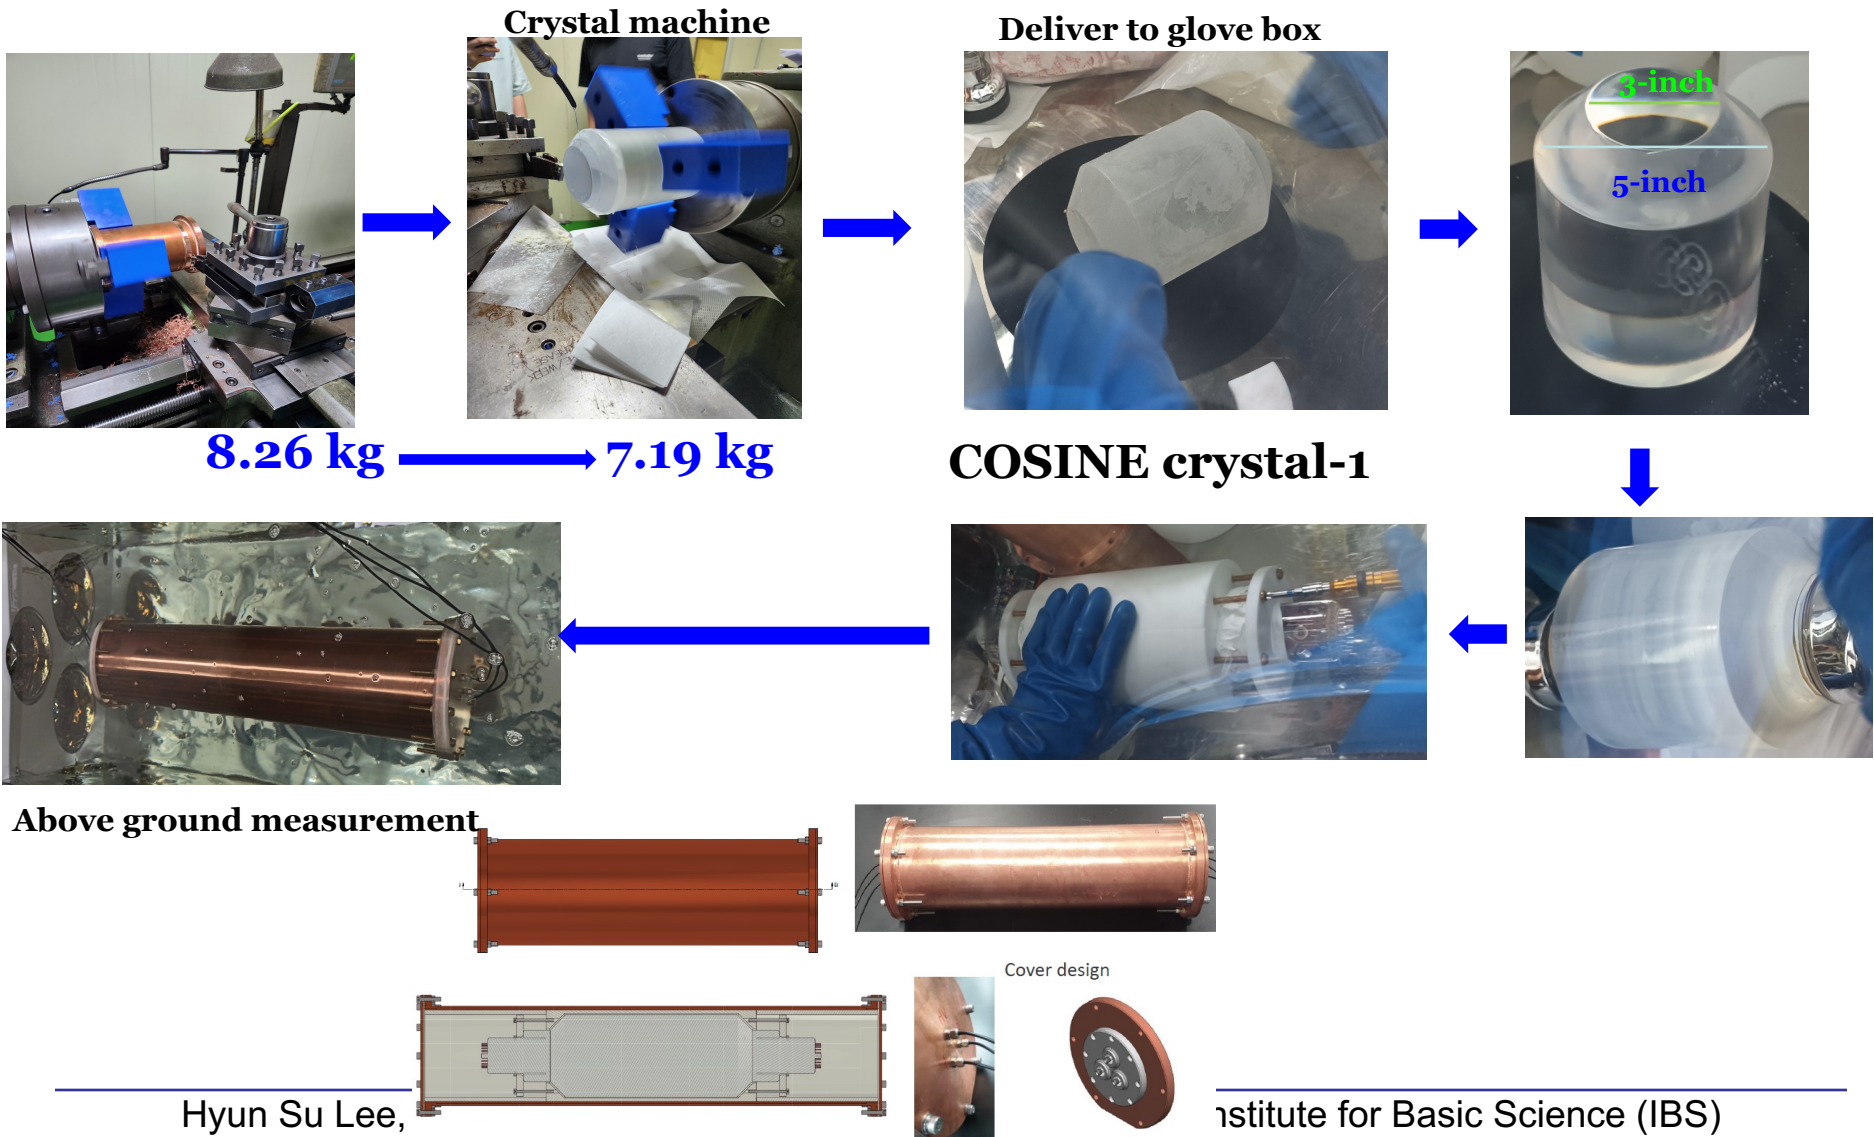 Crystal machine
Deliver to glove box
3-inch
5-inch
8.26 kg
7.19 kg
COSINE crystal-1
Above ground measurement
Cover design
Hyun Su Lee,
nstitute for Basic Science (IBS)